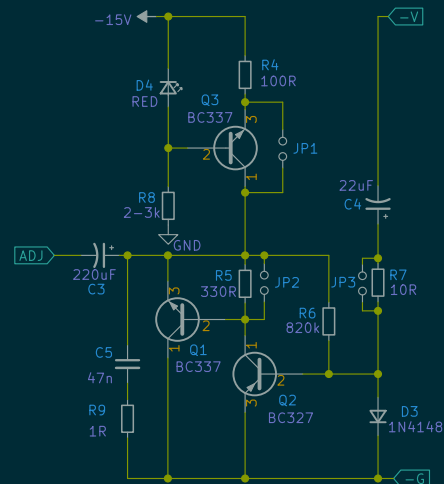 -15V
-V
R4
100R
D4
RED
Q3
BC337
3
2
1
JP1
22uF
C4
+
R8
2-3k
GND
ADJ
+
220uF
C3
R5
330R
JP2
JP3
R7
10R
3
2
1
Q1
BC337
R6
820k
C5
47n
1
2
3
Q2
BC327
R9
1R
D3
1N4148
-G